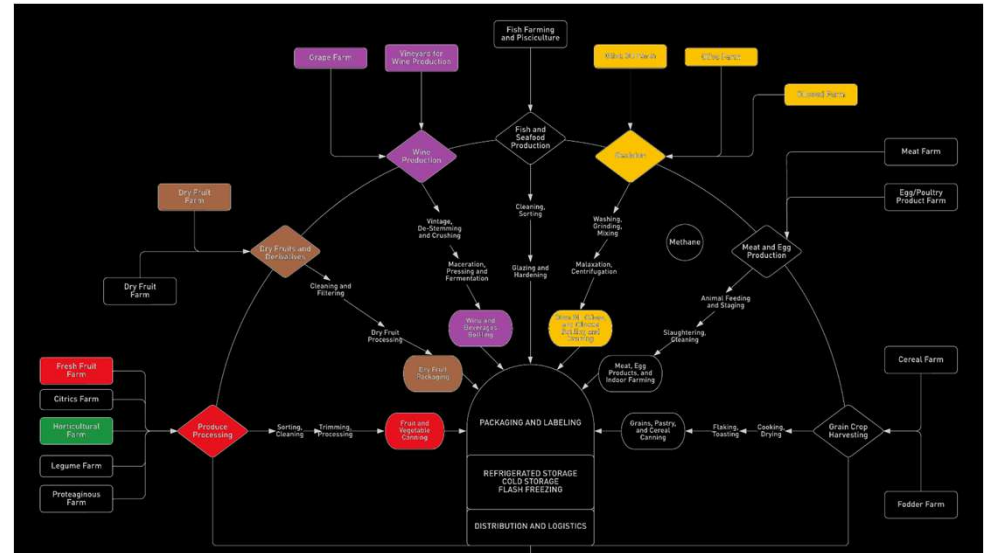 Fish Farming
and Pisciculture
Grape Farm
Vineyard for
Wine Production
Fish and
Seafood
Production
Wine
Production
Meat Farm
Egg/Poultry
Product Farm
Dry Fruit
Farm
Cleaning,
Sorting
Vintage,
De-Stemming
and Crushing
Washing,
Grinding,
Mixing
Methane
Meat and Egg
Production
Dry Fruits and
Derivatives
Dry Fruit
Farm
Cleaning and
Filtering
Maceration,
Pressing and
Fermentation
Glazing and
Hardening
Malaxation,
Centrifugation
Animal Feeding
and Staging
Dry Fruit
Processing
Wine and
Beverages
Bottling
Slaughtering,
Cleaning
Dry Fruit
Packaging
Meat, Egg
Products, and
Indoor Farming
Fresh Fruit
Farm
Cereal Farm
Citrics Farm
Horticultural
Farm
Produce
Processing
Sorting,
Cleaning
Trimming,
Processing
Fruit and
Vegetable
Canning
PACKAGING AND LABELING
Grains, Pastry,
and Cereal
Canning
Flaking,
Toasting
Cooking,
Drying
Grain Crop
Harvesting
Legume Farm
Proteaginous
Farm
REFRIGERATED STORAGE
COLD STORAGE
FLASH FREEZING
Fodder Farm
DISTRIBUTION AND LOGISTICS